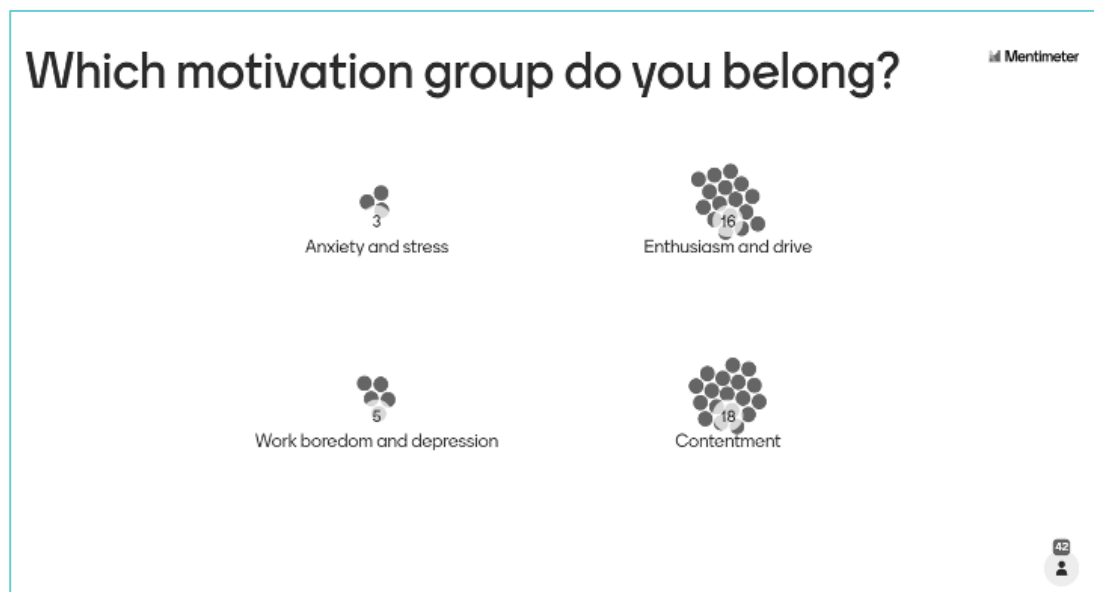 Which motivation group do you belong?
Mentimeter
3
Anxiety and stress
16
Enthusiasm and drive
5
Work boredom and depression
18
Contentment
42